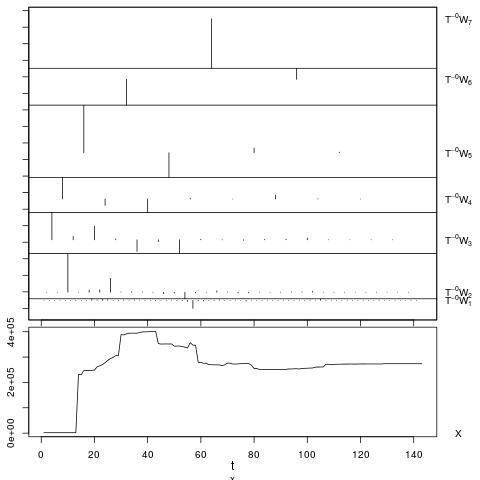 T⁻⁰W₇
T⁻⁰W₆
T⁻⁰W₅
T⁻⁰W₄
T⁻⁰W₃
T⁻⁰W₂
T⁻⁰W₁
4e+05
2e+05
0e+00
X
0 20 40 60 80 100 120 140
t
x